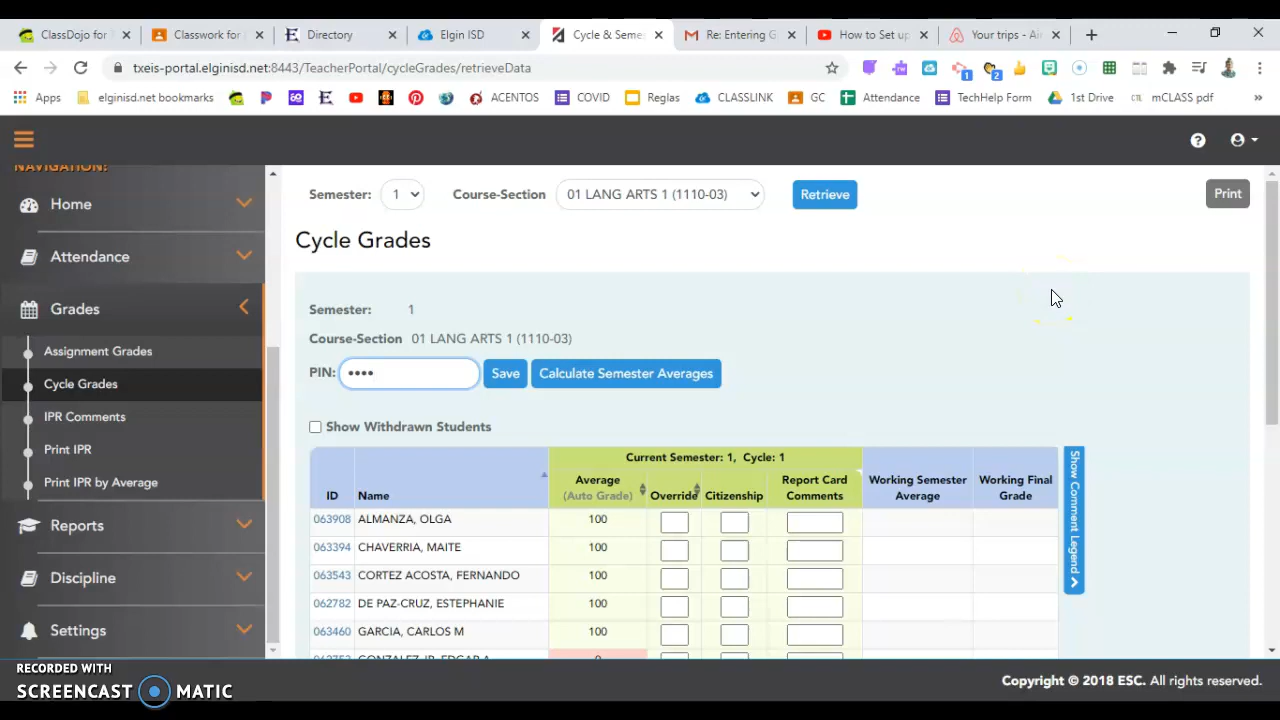 ClassDojo for
Classwork for
Directory
Elgin ISD
Cycle & Seme
Re: Entering G
How to Set up
Your trips - Ai
txeis-portal.elginisd.net:8443/TeacherPortal/cycleGrades/retrieveData
1
2
Apps
elginisd.net bookmarks
ACENTOS
COVID
Reglas
CLASSLINK
GC
Attendance
TechHelp Form
1st Drive
CTL mCLASS pdf
»
NAVIGATION:
Home
Attendance
Grades
Assignment Grades
Cycle Grades
IPR Comments
Print IPR
Print IPR by Average
Reports
Discipline
Settings
Semester: 1 Course-Section 01 LANG ARTS 1 (1110-03) Retrieve Print
Cycle Grades
Semester: 1
Course-Section 01 LANG ARTS 1 (1110-03)
PIN: •••• Save Calculate Semester Averages
Show Withdrawn Students
Current Semester: 1, Cycle: 1
ID Name Average (Auto Grade) Override Citizenship Report Card Comments Working Semester Average Working Final Grade
Show Comment Legend
063908 ALMANZA, OLGA 100
063394 CHAVERRIA, MAITE 100
063543 CORTEZ ACOSTA, FERNANDO 100
062782 DE PAZ-CRUZ, ESTEPHANIE 100
063460 GARCIA, CARLOS M 100
RECORDED WITH
SCREENCAST MATIC
Copyright © 2018 ESC. All rights reserved.